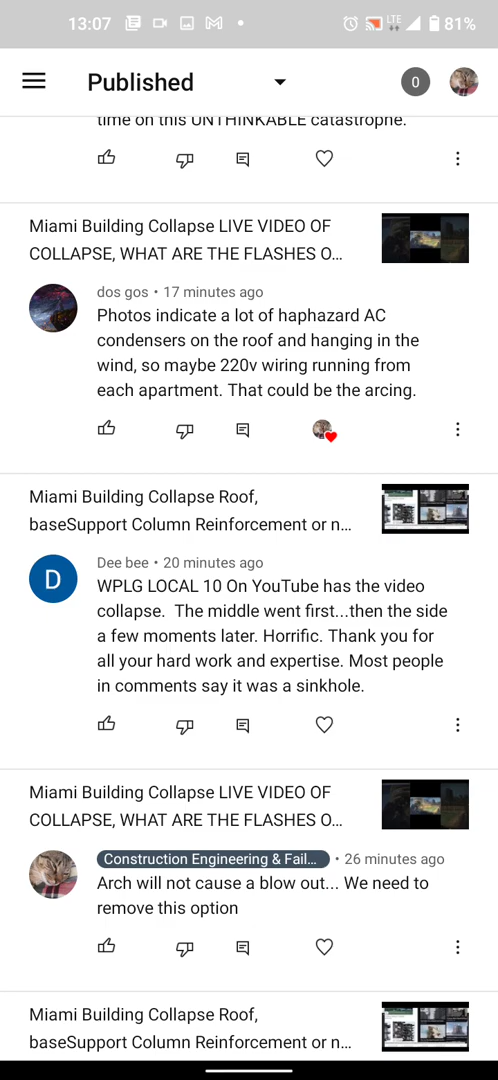 13:07
LTE
81%
Published
0
time on this UNTHINKABLE catastrophe.
Miami Building Collapse LIVE VIDEO OF
COLLAPSE, WHAT ARE THE FLASHES O...
dos gos • 17 minutes ago
Photos indicate a lot of haphazard AC
condensers on the roof and hanging in the
wind, so maybe 220v wiring running from
each apartment. That could be the arcing.
Miami Building Collapse Roof,
baseSupport Column Reinforcement or n...
D
Dee bee • 20 minutes ago
WPLG LOCAL 10 On YouTube has the video
collapse.  The middle went first...then the side
a few moments later. Horrific. Thank you for
all your hard work and expertise. Most people
in comments say it was a sinkhole.
Miami Building Collapse LIVE VIDEO OF
COLLAPSE, WHAT ARE THE FLASHES O...
Construction Engineering & Fail... • 26 minutes ago
Arch will not cause a blow out... We need to
remove this option
Miami Building Collapse Roof,
baseSupport Column Reinforcement or n...